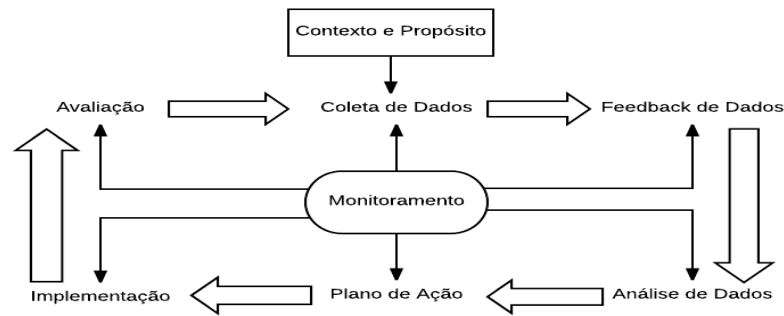 Contexto e Propósito
Avaliação
Coleta de Dados
Feedback de Dados
Monitoramento
Implementação
Plano de Ação
Análise de Dados